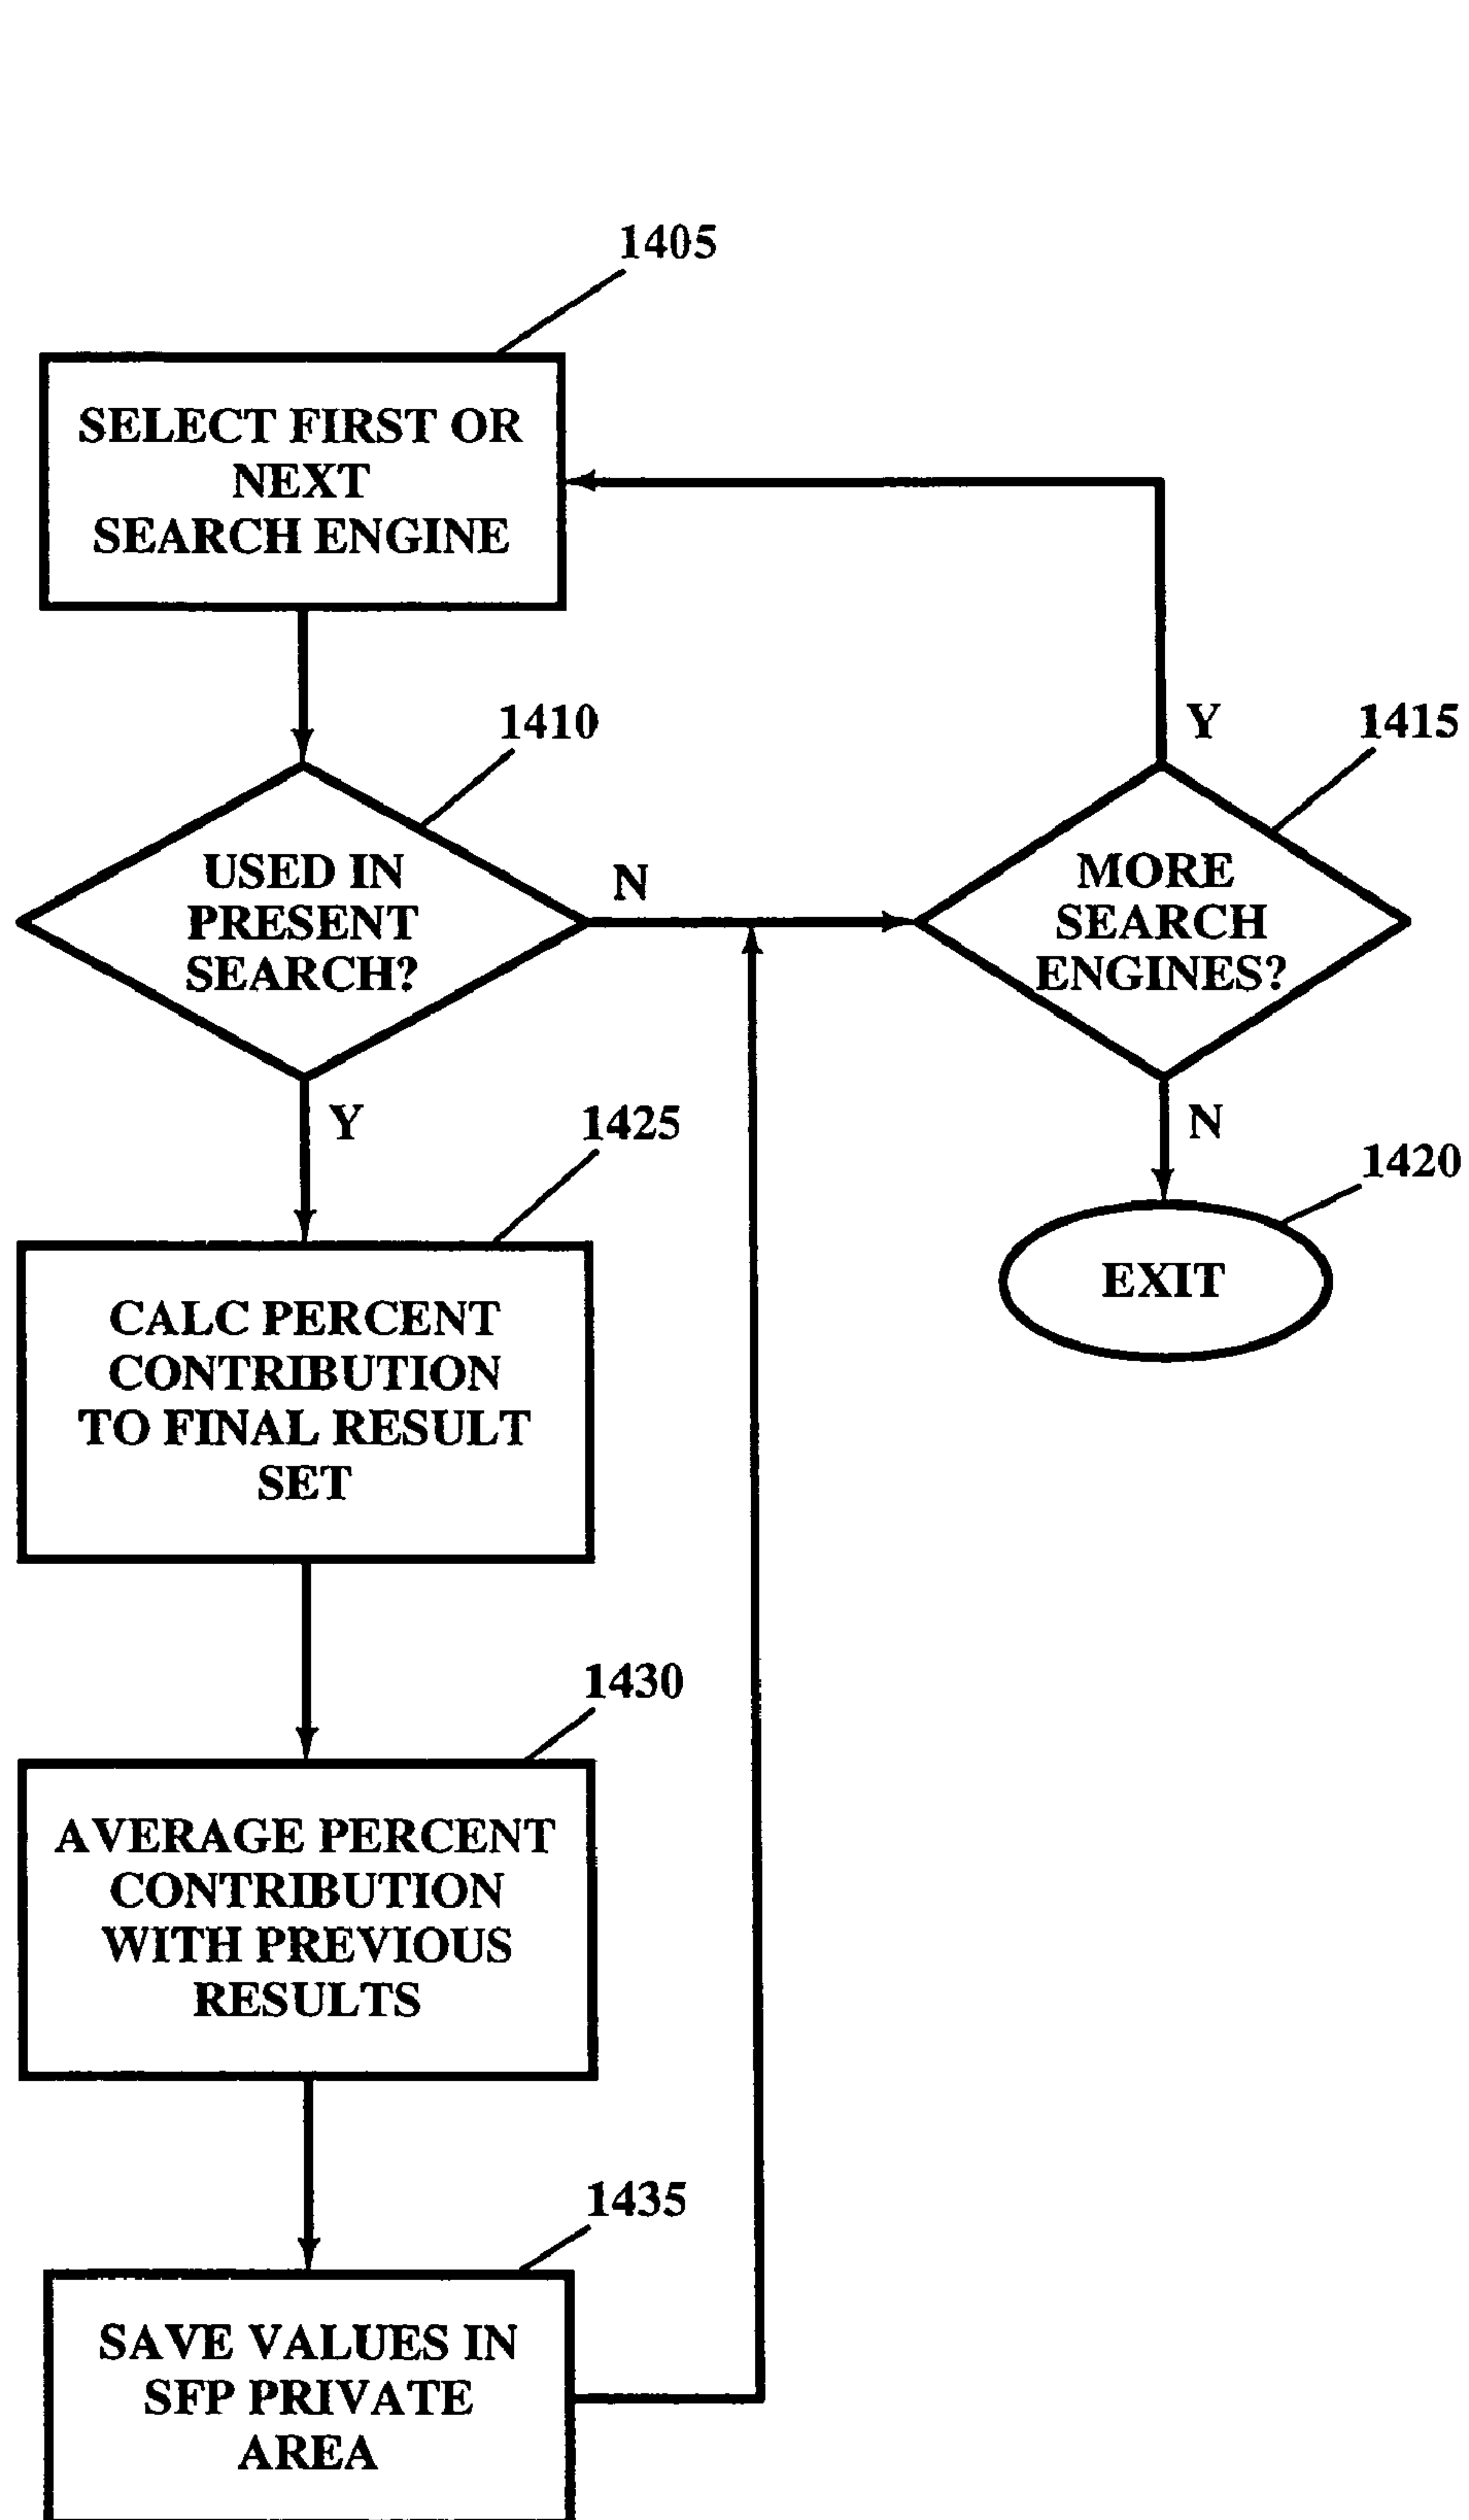 1405
SELECT FIRST OR
NEXT
SEARCH ENGINE
1410
USED IN
PRESENT
SEARCH?
N
Y
1415
MORE
SEARCH
ENGINES?
Y
N
1420
EXIT
1425
CALC PERCENT
CONTRIBUTION
TO FINAL RESULT
SET
1430
AVERAGE PERCENT
CONTRIBUTION
WITH PREVIOUS
RESULTS
1435
SAVE VALUES IN
SFP PRIVATE
AREA